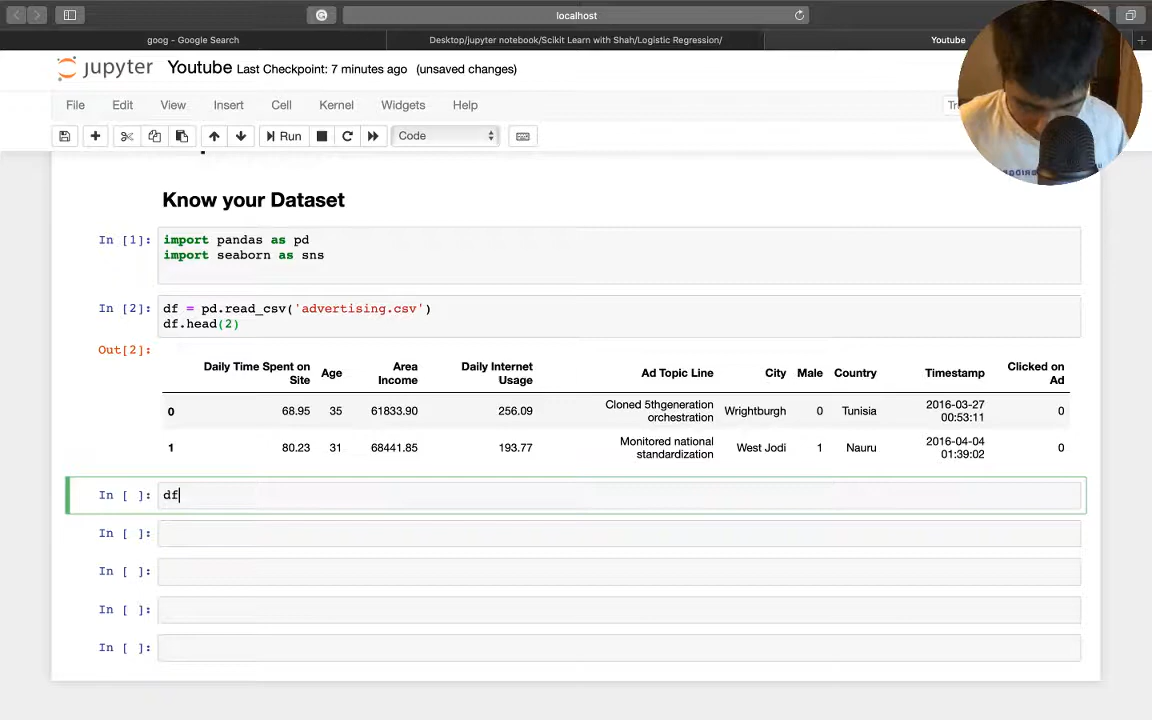 localhost
goog - Google Search
Desktop/jupyter notebook/Scikit Learn with Shah/Logistic Regression/
Youtube
jupyter Youtube Last Checkpoint: 7 minutes ago (unsaved changes)
File Edit View Insert Cell Kernel Widgets Help
Run Code
Know your Dataset
In [1]: import pandas as pd
import seaborn as sns
In [2]: df = pd.read_csv('advertising.csv')
df.head(2)
Out[2]:
Daily Time Spent on Site Age Area Income Daily Internet Usage Ad Topic Line City Male Country Timestamp Clicked on Ad
0 68.95 35 61833.90 256.09 Cloned 5thgeneration orchestration Wrightburgh 0 Tunisia 2016-03-27 00:53:11 0
1 80.23 31 68441.85 193.77 Monitored national standardization West Jodi 1 Nauru 2016-04-04 01:39:02 0
In [ ]: df
In [ ]:
In [ ]:
In [ ]:
In [ ]: